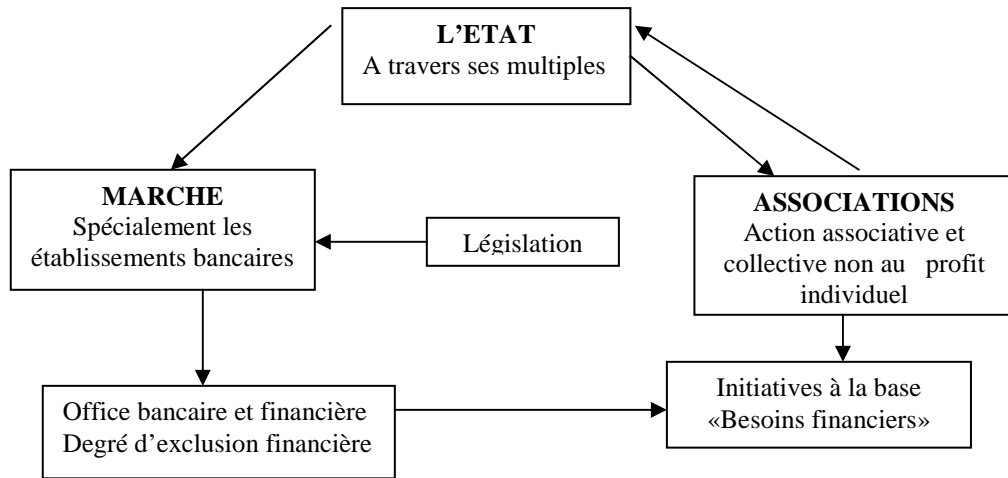 L’ETAT
A travers ses multiples
MARCHE
Spécialement les
établissements bancaires
Législation
ASSOCIATIONS
Action associative et
collective non au profit
individuel
Office bancaire et financière
Degré d’exclusion financière
Initiatives à la base
«Besoins financiers»